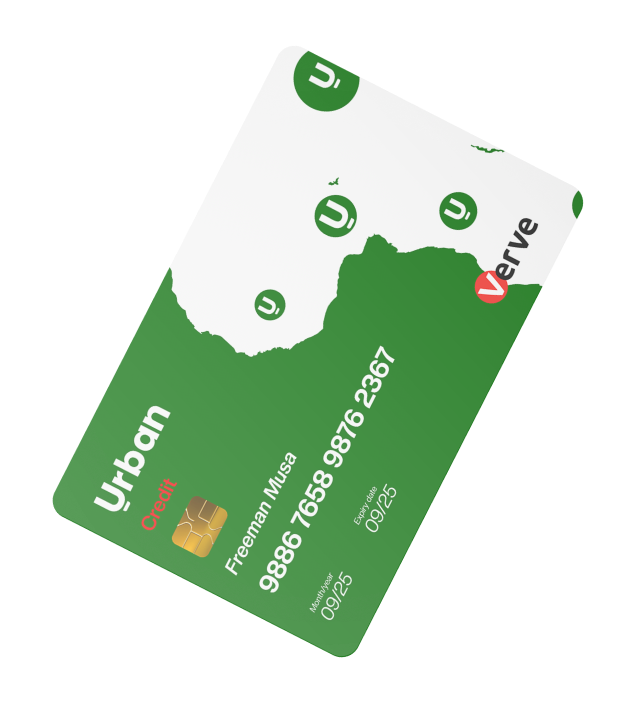 Urban
Credit
Freeman Musa
9886 7658 9876 2367
Month/year
09/25
Expiry date
09/25
Verve
U
U
U
U